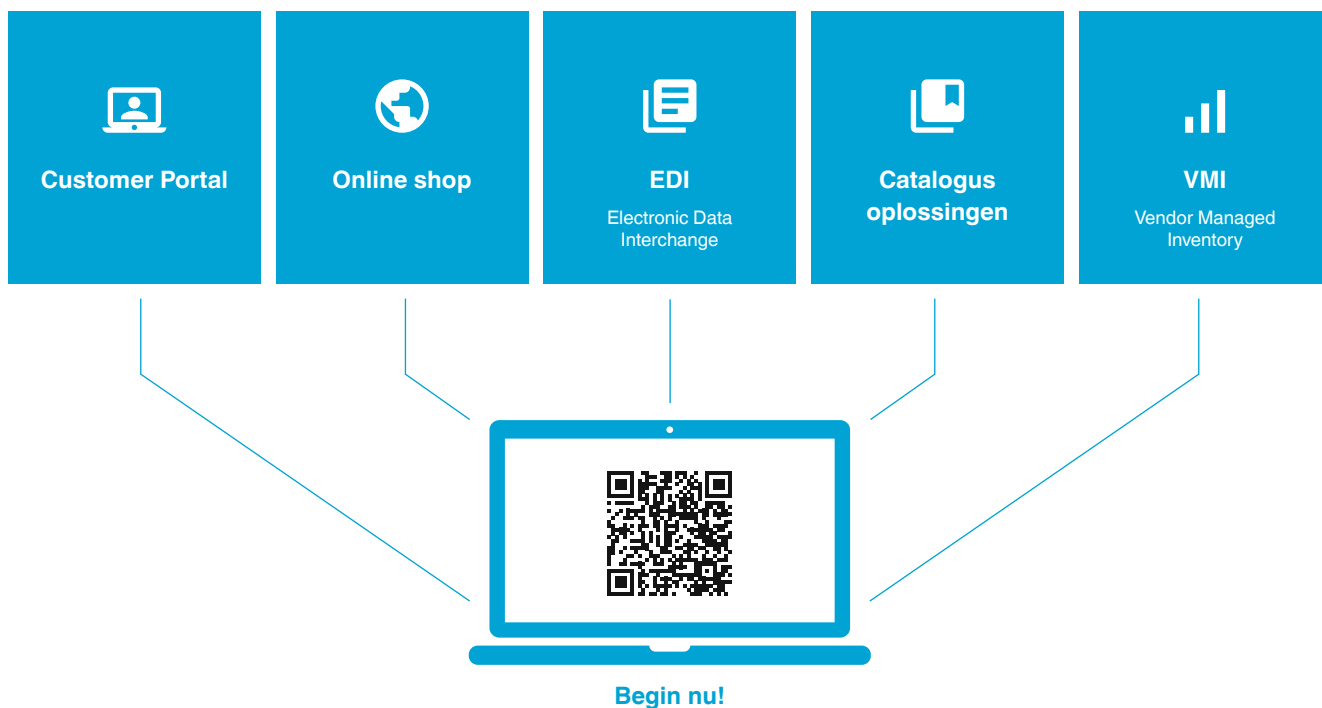 Customer Portal
Online shop
EDI
Electronic Data
Interchange
Catalogus
oplossingen
VMI
Vendor Managed
Inventory
Begin nu!